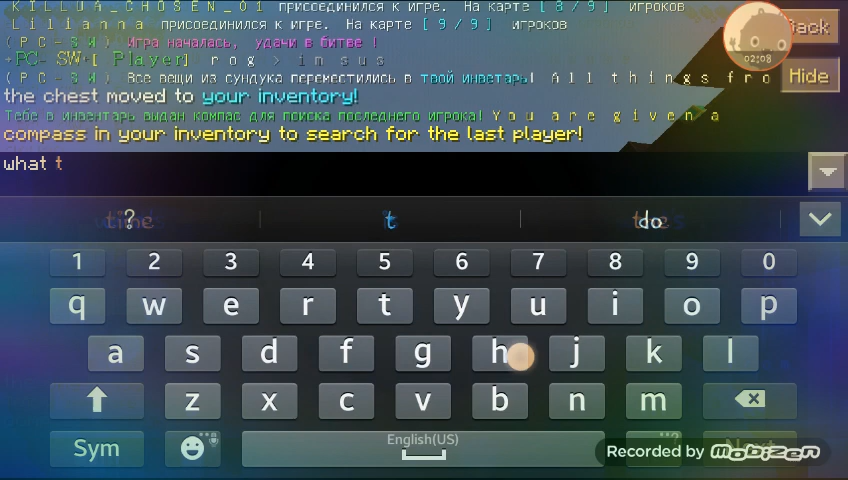 KILLUA_CHOSEN_01 присоединился к игре. На карте [8/9] игроков
Lilianna присоединился к игре. На карте [9/9] игроков
(PC-SW) Игра началась, удачи в битве !
+PC-SW+[ Player] rog > in sus
(PC-SW) Все вещи из сундука переместились в твой инветарь! All things fro
the chest moved to your inventory!
Тебе в инвентарь выдан компас для поиска последнего игрока! You are given a
compass in your inventory to search for the last player!
02:08
Back
Hide
what t
? t do
1 2 3 4 5 6 7 8 9 0
q w e r t y u i o p
a s d f g h j k l
z x c v b n m
Sym English(US) Next
Recorded by mobizen